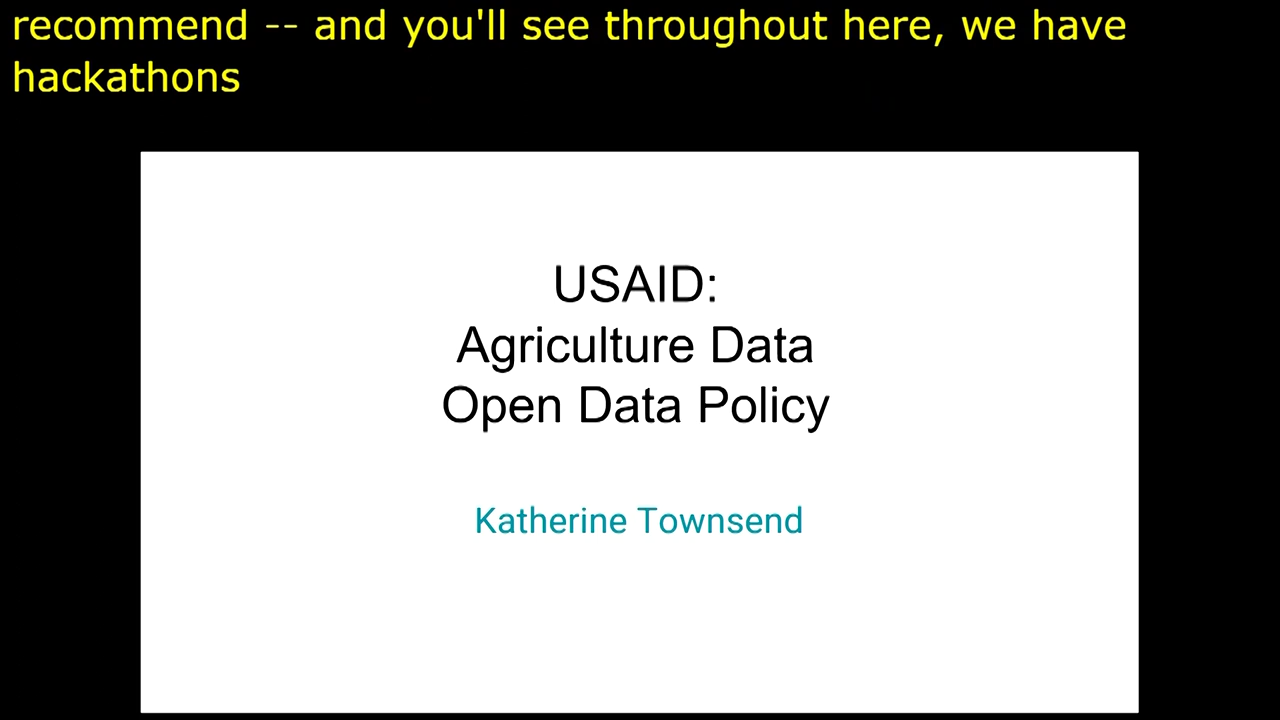 recommend -- and you'll see throughout here, we have
hackathons
USAID:
Agriculture Data
Open Data Policy
Katherine Townsend